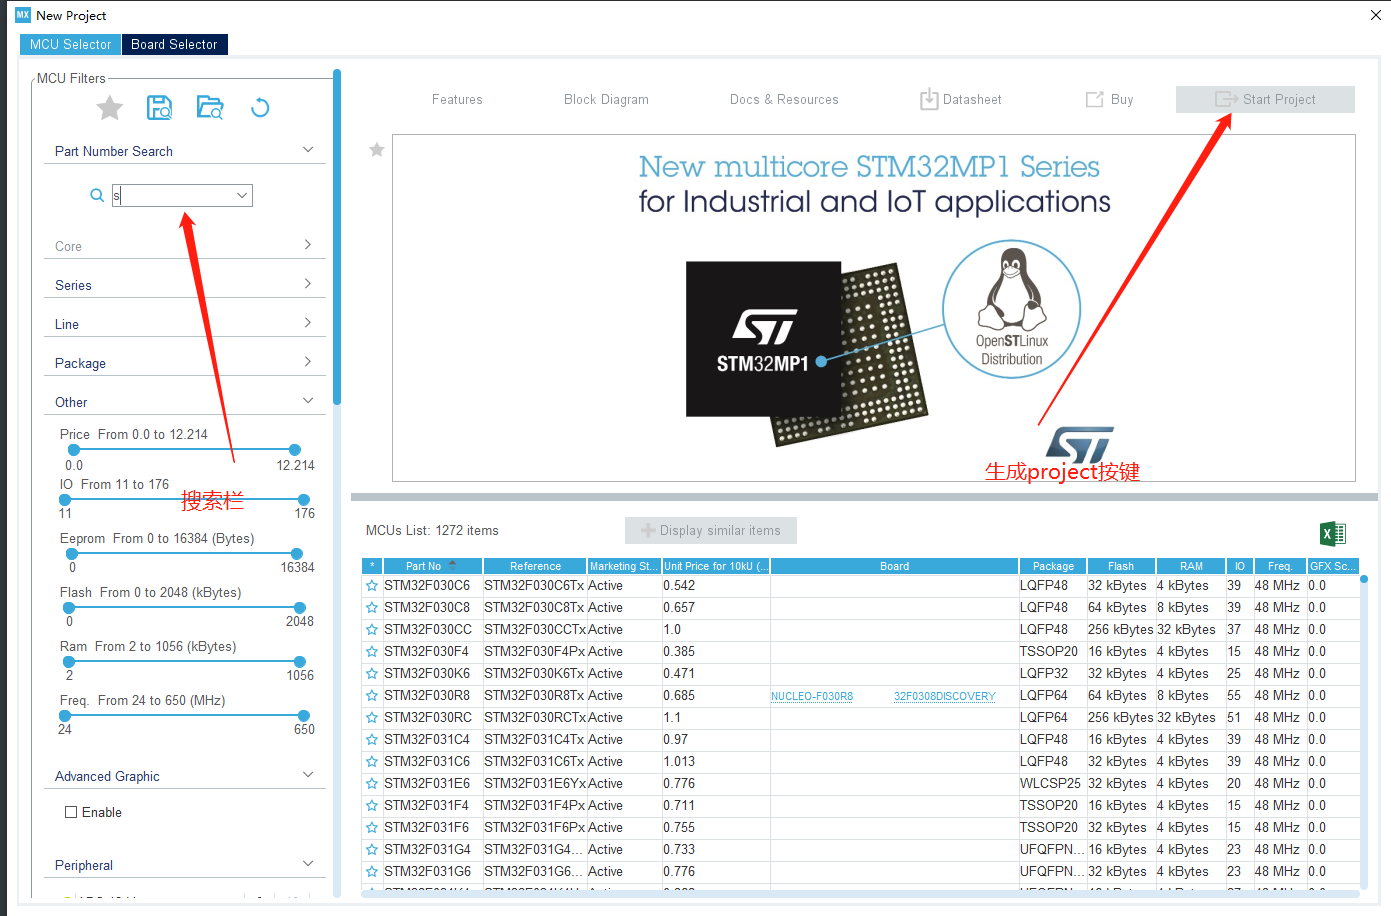 MX New Project
MCU Selector Board Selector
MCU Filters
Part Number Search
s
Core
Series
Line
Package
Other
Price From 0.0 to 12.214
0.0 12.214
IO From 11 to 176
11 176
搜索栏
Eeprom From 0 to 16384 (Bytes)
0 16384
Flash From 0 to 2048 (kBytes)
0 2048
Ram From 2 to 1056 (kBytes)
2 1056
Freq. From 24 to 650 (MHz)
24 650
Advanced Graphic
Enable
Peripheral
Features Block Diagram Docs & Resources Datasheet Buy Start Project
New multicore STM32MP1 Series
for Industrial and IoT applications
ST
STM32MP1
OpenSTLinux
Distribution
ST
生成project按键
MCUs List: 1272 items Display similar items
* Part No Reference Marketing St... Unit Price for 10kU (... Board Package Flash RAM IO Freq. GFX Sc...
STM32F030C6 STM32F030C6Tx Active 0.542 LQFP48 32 kBytes 4 kBytes 39 48 MHz 0.0
STM32F030C8 STM32F030C8Tx Active 0.657 LQFP48 64 kBytes 8 kBytes 39 48 MHz 0.0
STM32F030CC STM32F030CCTx Active 1.0 LQFP48 256 kBytes 32 kBytes 37 48 MHz 0.0
STM32F030F4 STM32F030F4Px Active 0.385 TSSOP20 16 kBytes 4 kBytes 15 48 MHz 0.0
STM32F030K6 STM32F030K6Tx Active 0.471 LQFP32 32 kBytes 4 kBytes 25 48 MHz 0.0
STM32F030R8 STM32F030R8Tx Active 0.685 NUCLEO-F030R8 32F0308DISCOVERY LQFP64 64 kBytes 8 kBytes 55 48 MHz 0.0
STM32F030RC STM32F030RCTx Active 1.1 LQFP64 256 kBytes 32 kBytes 51 48 MHz 0.0
STM32F031C4 STM32F031C4Tx Active 0.97 LQFP48 16 kBytes 4 kBytes 39 48 MHz 0.0
STM32F031C6 STM32F031C6Tx Active 1.013 LQFP48 32 kBytes 4 kBytes 39 48 MHz 0.0
STM32F031E6 STM32F031E6Yx Active 0.776 WLCSP25 32 kBytes 4 kBytes 20 48 MHz 0.0
STM32F031F4 STM32F031F4Px Active 0.711 TSSOP20 16 kBytes 4 kBytes 15 48 MHz 0.0
STM32F031F6 STM32F031F6Px Active 0.755 TSSOP20 32 kBytes 4 kBytes 15 48 MHz 0.0
STM32F031G4 STM32F031G4... Active 0.733 UFQFPN... 16 kBytes 4 kBytes 23 48 MHz 0.0
STM32F031G6 STM32F031G6... Active 0.776 UFQFPN... 32 kBytes 4 kBytes 23 48 MHz 0.0